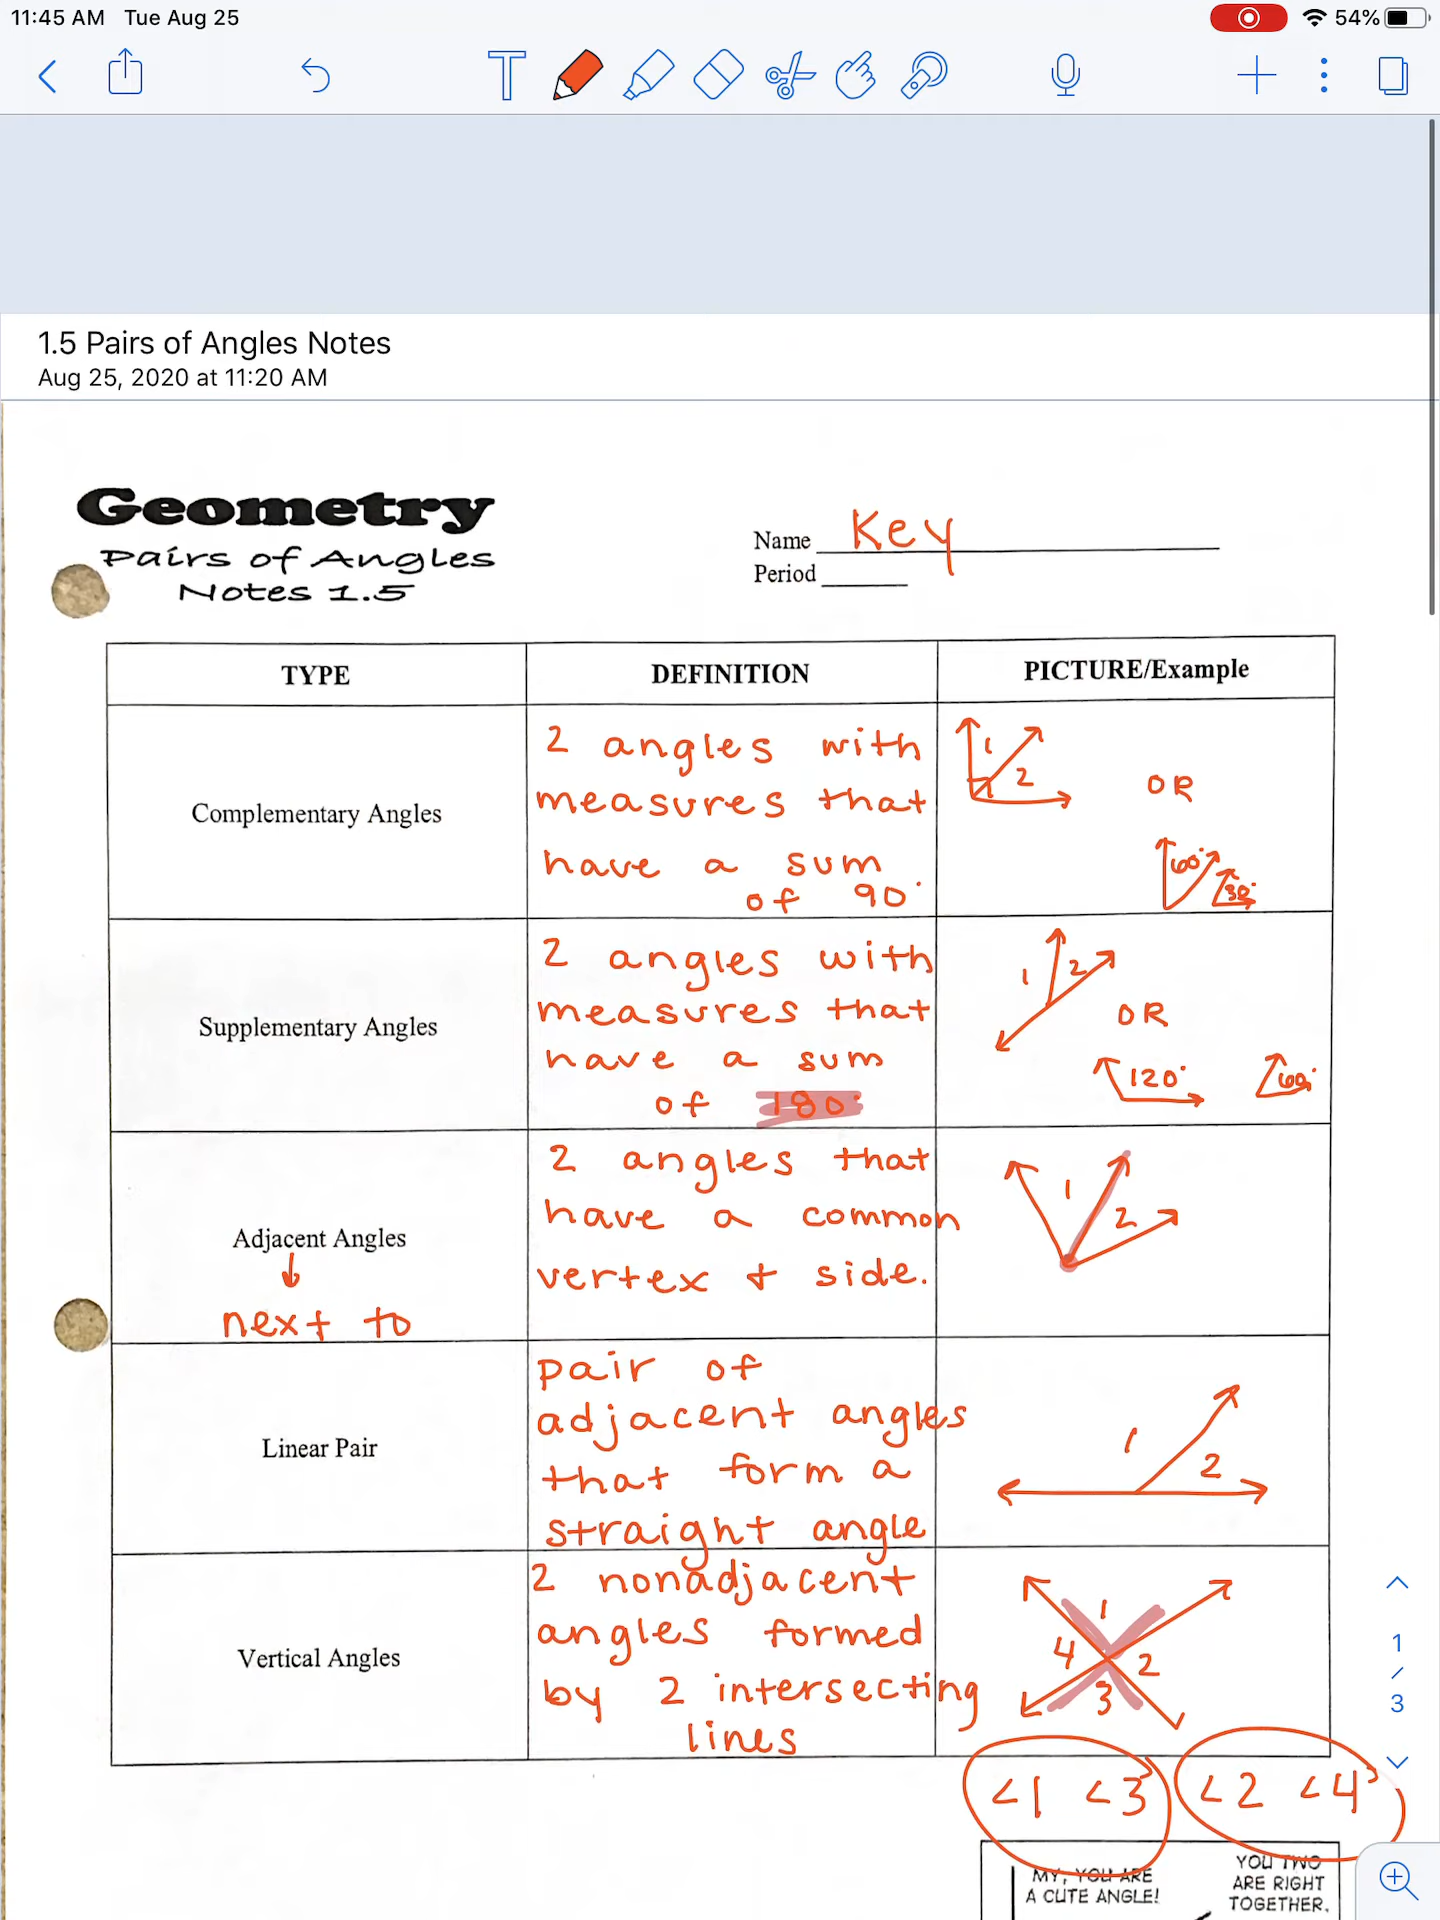 11:45 AM Tue Aug 25
54%
T
1.5 Pairs of Angles Notes
Aug 25, 2020 at 11:20 AM
Geometry
Pairs of Angles
Notes 1.5
Name Key
Period
TYPE
DEFINITION
PICTURE/Example
Complementary Angles
2 angles with
measures that
have a sum
of 90°
1
2
OR
60°
30°
Supplementary Angles
2 angles with
measures that
have a sum
of 180°
1 2
OR
120°
60°
Adjacent Angles
next to
2 angles that
have a common
vertex + side.
1
2
Linear Pair
pair of
adjacent angles
that form a
straight angle
1
2
Vertical Angles
2 nonadjacent
angles formed
by 2 intersecting
lines
1
4 2
3
<1 <3
<2 <4
1
/
3
MY, YOU ARE
A CUTE ANGLE!
YOU TWO
ARE RIGHT
TOGETHER.